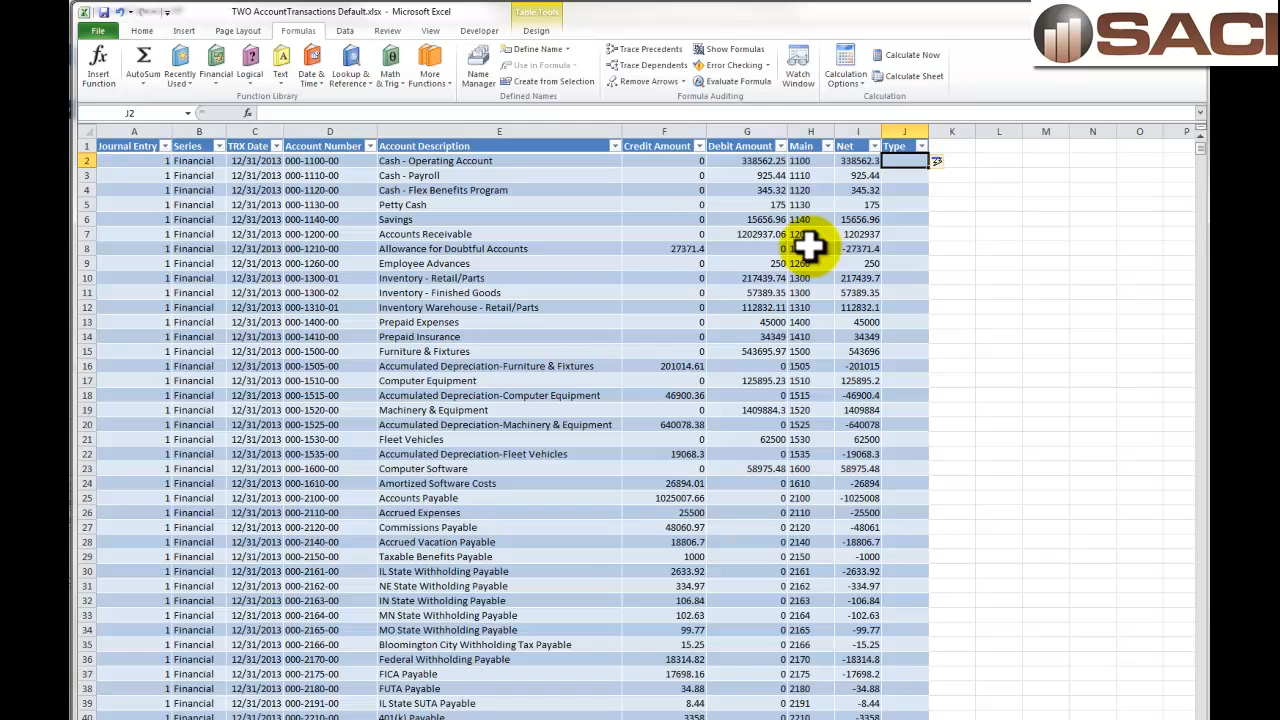 TWO AccountTransactions Default.xlsx - Microsoft Excel
Table Tools
SACI
File Home Insert Page Layout Formulas Data Review View Developer Design
Insert Function
AutoSum
Recently Used
Financial
Logical
Text
Date & Time
Lookup & Reference
Math & Trig
More Functions
Function Library
Name Manager
Define Name
Use in Formula
Create from Selection
Defined Names
Trace Precedents
Trace Dependents
Remove Arrows
Show Formulas
Error Checking
Evaluate Formula
Formula Auditing
Watch Window
Calculation Options
Calculate Now
Calculate Sheet
Calculation
J2 fx
A B C D E F G H I J K L M N O P
1 Journal Entry Series TRX Date Account Number Account Description Credit Amount Debit Amount Main Net Type
2 1 Financial 12/31/2013 000-1100-00 Cash - Operating Account 0 338562.25 1100 338562.3
3 1 Financial 12/31/2013 000-1110-00 Cash - Payroll 0 925.44 1110 925.44
4 1 Financial 12/31/2013 000-1120-00 Cash - Flex Benefits Program 0 345.32 1120 345.32
5 1 Financial 12/31/2013 000-1130-00 Petty Cash 0 175 1130 175
6 1 Financial 12/31/2013 000-1140-00 Savings 0 15656.96 1140 15656.96
7 1 Financial 12/31/2013 000-1200-00 Accounts Receivable 0 1202937.06 1202937
8 1 Financial 12/31/2013 000-1210-00 Allowance for Doubtful Accounts 27371.4 0 -27371.4
9 1 Financial 12/31/2013 000-1260-00 Employee Advances 0 250 1260 250
10 1 Financial 12/31/2013 000-1300-01 Inventory - Retail/Parts 0 217439.74 1300 217439.7
11 1 Financial 12/31/2013 000-1300-02 Inventory - Finished Goods 0 57389.35 1300 57389.35
12 1 Financial 12/31/2013 000-1310-01 Inventory Warehouse - Retail/Parts 0 112832.11 1310 112832.1
13 1 Financial 12/31/2013 000-1400-00 Prepaid Expenses 0 45000 1400 45000
14 1 Financial 12/31/2013 000-1410-00 Prepaid Insurance 0 34349 1410 34349
15 1 Financial 12/31/2013 000-1500-00 Furniture & Fixtures 0 543695.97 1500 543696
16 1 Financial 12/31/2013 000-1505-00 Accumulated Depreciation-Furniture & Fixtures 201014.61 0 1505 -201015
17 1 Financial 12/31/2013 000-1510-00 Computer Equipment 0 125895.23 1510 125895.2
18 1 Financial 12/31/2013 000-1515-00 Accumulated Depreciation-Computer Equipment 46900.36 0 1515 -46900.4
19 1 Financial 12/31/2013 000-1520-00 Machinery & Equipment 0 1409884.3 1520 1409884
20 1 Financial 12/31/2013 000-1525-00 Accumulated Depreciation-Machinery & Equipment 640078.38 0 1525 -640078
21 1 Financial 12/31/2013 000-1530-00 Fleet Vehicles 0 62500 1530 62500
22 1 Financial 12/31/2013 000-1535-00 Accumulated Depreciation-Fleet Vehicles 19068.3 0 1535 -19068.3
23 1 Financial 12/31/2013 000-1600-00 Computer Software 0 58975.48 1600 58975.48
24 1 Financial 12/31/2013 000-1610-00 Amortized Software Costs 26894.01 0 1610 -26894
25 1 Financial 12/31/2013 000-2100-00 Accounts Payable 1025007.66 0 2100 -1025008
26 1 Financial 12/31/2013 000-2110-00 Accrued Expenses 25500 0 2110 -25500
27 1 Financial 12/31/2013 000-2120-00 Commissions Payable 48060.97 0 2120 -48061
28 1 Financial 12/31/2013 000-2140-00 Accrued Vacation Payable 18806.7 0 2140 -18806.7
29 1 Financial 12/31/2013 000-2150-00 Taxable Benefits Payable 1000 0 2150 -1000
30 1 Financial 12/31/2013 000-2161-00 IL State Withholding Payable 2633.92 0 2161 -2633.92
31 1 Financial 12/31/2013 000-2162-00 NE State Witholding Payable 334.97 0 2162 -334.97
32 1 Financial 12/31/2013 000-2163-00 IN State Witholding Payable 106.84 0 2163 -106.84
33 1 Financial 12/31/2013 000-2164-00 MN State Withholding Payable 102.63 0 2164 -102.63
34 1 Financial 12/31/2013 000-2165-00 MO State Withholding Payable 99.77 0 2165 -99.77
35 1 Financial 12/31/2013 000-2166-00 Bloomington City Withholding Tax Payable 15.25 0 2166 -15.25
36 1 Financial 12/31/2013 000-2170-00 Federal Withholding Payable 18314.82 0 2170 -18314.8
37 1 Financial 12/31/2013 000-2175-00 FICA Payable 17698.16 0 2175 -17698.2
38 1 Financial 12/31/2013 000-2180-00 FUTA Payable 34.88 0 2180 -34.88
39 1 Financial 12/31/2013 000-2191-00 IL State SUTA Payable 8.44 0 2191 -8.44
40 1 Financial 12/31/2013 000-2210-00 401(k) Payable 3358 0 2210 -3358